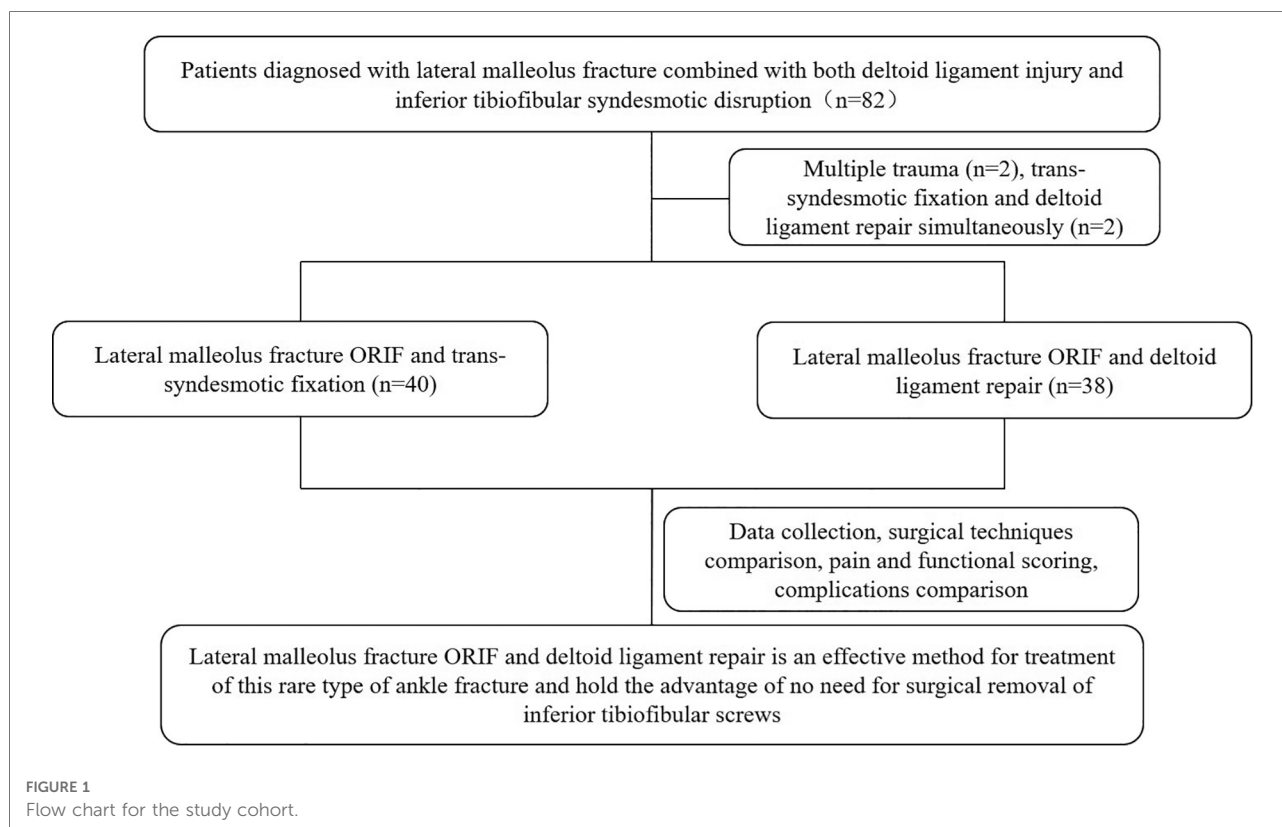 Patients diagnosed with lateral malleolus fracture combined with both deltoid ligament injury and
inferior tibiofibular syndesmotic disruption（n=82）
Multiple trauma (n=2), trans-
syndesmotic fixation and deltoid
ligament repair simultaneously (n=2)
Lateral malleolus fracture ORIF and trans-
syndesmotic fixation (n=40)
Lateral malleolus fracture ORIF and deltoid
ligament repair (n=38)
Data collection, surgical techniques
comparison, pain and functional scoring,
complications comparison
Lateral malleolus fracture ORIF and deltoid ligament repair is an effective method for treatment
of this rare type of ankle fracture and hold the advantage of no need for surgical removal of
inferior tibiofibular screws
FIGURE 1
Flow chart for the study cohort.